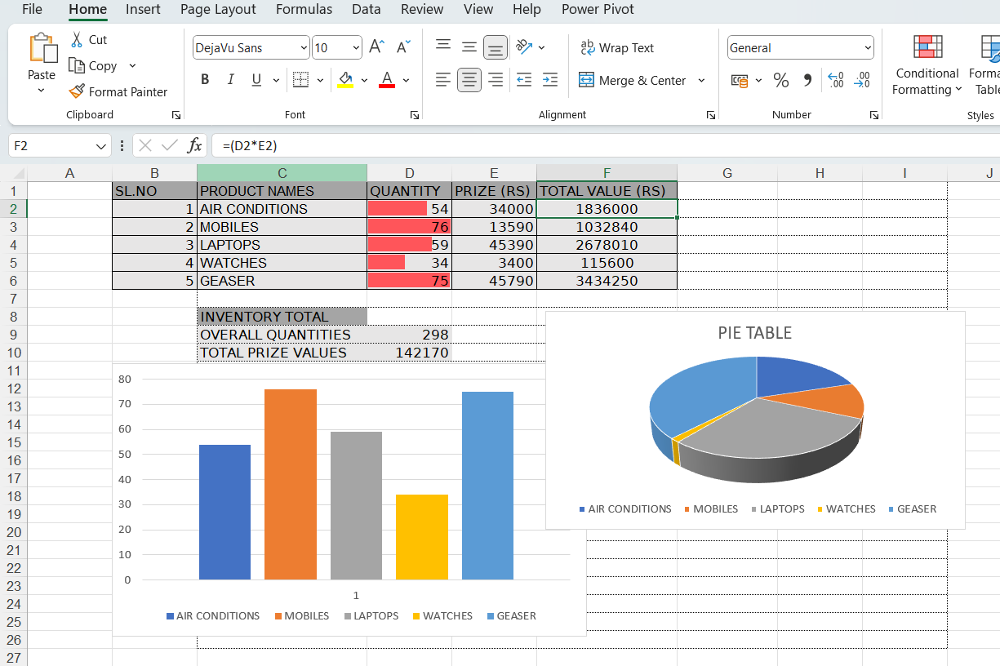 File Home Insert Page Layout Formulas Data Review View Help Power Pivot
Paste Cut Copy Format Painter
Clipboard
DejaVu Sans 10
B I U A
Font
Wrap Text
Merge & Center
Alignment
General
% .00 .00
Number
Conditional
Formatting
Styles
F2 fx =(D2*E2)
A B C D E F G H I J
1 SL.NO PRODUCT NAMES QUANTITY PRIZE (RS) TOTAL VALUE (RS)
2 1 AIR CONDITIONS 54 34000 1836000
3 2 MOBILES 76 13590 1032840
4 3 LAPTOPS 59 45390 2678010
5 4 WATCHES 34 3400 115600
6 5 GEASER 75 45790 3434250
7
8 INVENTORY TOTAL
9 OVERALL QUANTITIES 298
10 TOTAL PRIZE VALUES 142170
11
12
13
14
15
16
17
18
19
20
21
22
23
24
25
26
27
80
70
60
50
40
30
20
10
0
1
AIR CONDITIONS MOBILES LAPTOPS WATCHES GEASER
PIE TABLE
AIR CONDITIONS MOBILES LAPTOPS WATCHES GEASER